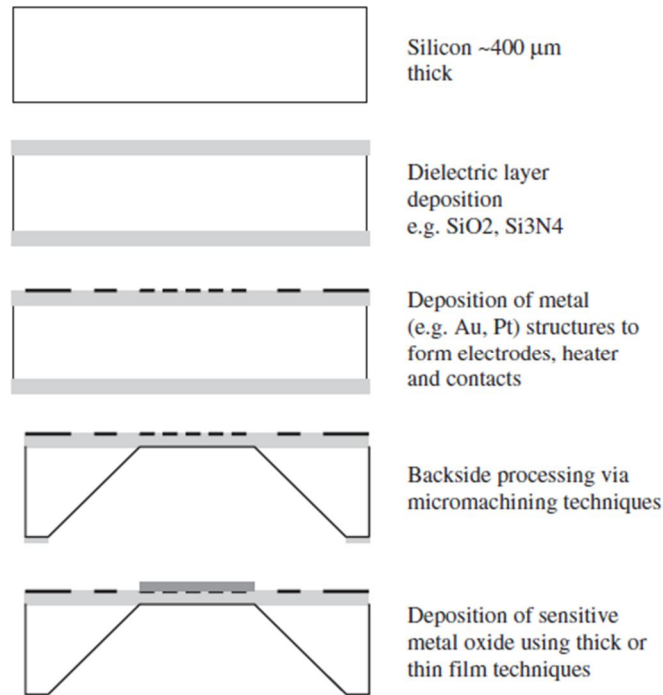 Silicon ~400 μm
thick
Dielectric layer
deposition
e.g. SiO2, Si3N4
Deposition of metal
(e.g. Au, Pt) structures to
form electrodes, heater
and contacts
Backside processing via
micromachining techniques
Deposition of sensitive
metal oxide using thick or
thin film techniques